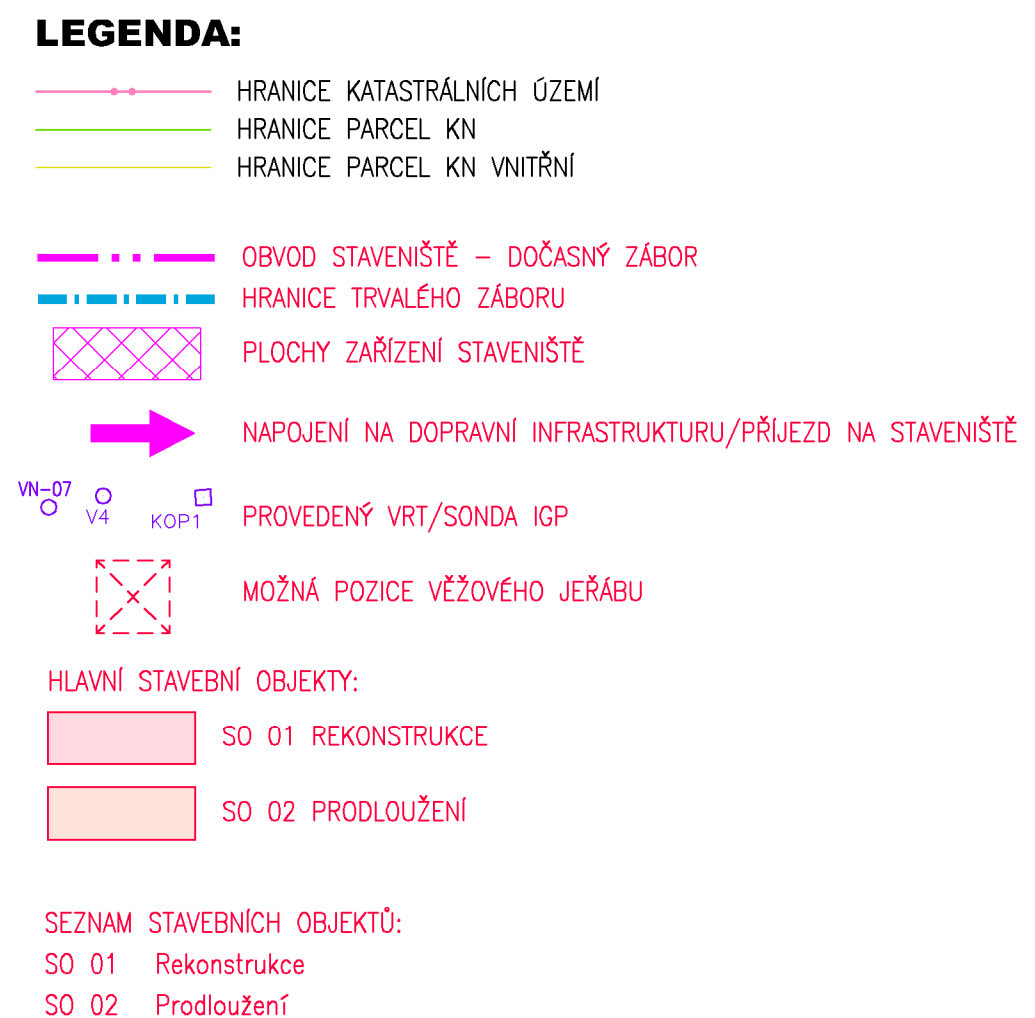 LEGENDA:
HRANICE KATASTRÁLNÍCH ÚZEMÍ
HRANICE PARCEL KN
HRANICE PARCEL KN VNITŘNÍ
OBVOD STAVENIŠTĚ – DOČASNÝ ZÁBOR
HRANICE TRVALÉHO ZÁBORU
PLOCHY ZAŘÍZENÍ STAVENIŠTĚ
NAPOJENÍ NA DOPRAVNÍ INFRASTRUKTURU/PŘÍJEZD NA STAVENIŠTĚ
VN–07
V4
KOP1
PROVEDENÝ VRT/SONDA IGP
MOŽNÁ POZICE VĚŽOVÉHO JEŘÁBU
HLAVNÍ STAVEBNÍ OBJEKTY:
SO 01 REKONSTRUKCE
SO 02 PRODLOUŽENÍ
SEZNAM STAVEBNÍCH OBJEKTŮ:
SO 01 Rekonstrukce
SO 02 Prodloužení